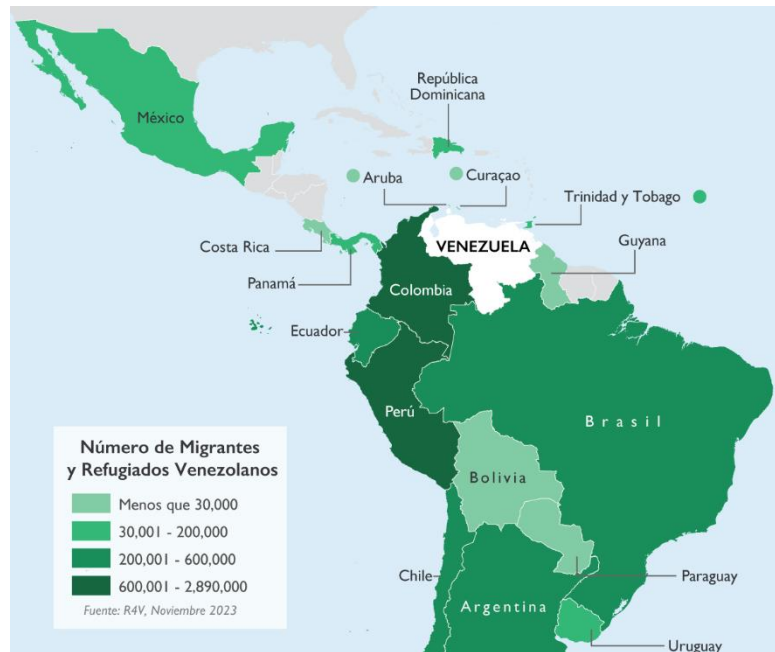 República
Dominicana
México
Aruba
Curaçao
Trinidad y Tobago
Costa Rica
VENEZUELA
Guyana
Panamá
Colombia
Ecuador
Perú
Brasil
Número de Migrantes
y Refugiados Venezolanos
Bolivia
Menos que 30,000
30,001 - 200,000
200,001 - 600,000
600,001 - 2,890,000
Fuente: R4V, Noviembre 2023
Chile
Paraguay
Argentina
Uruguay